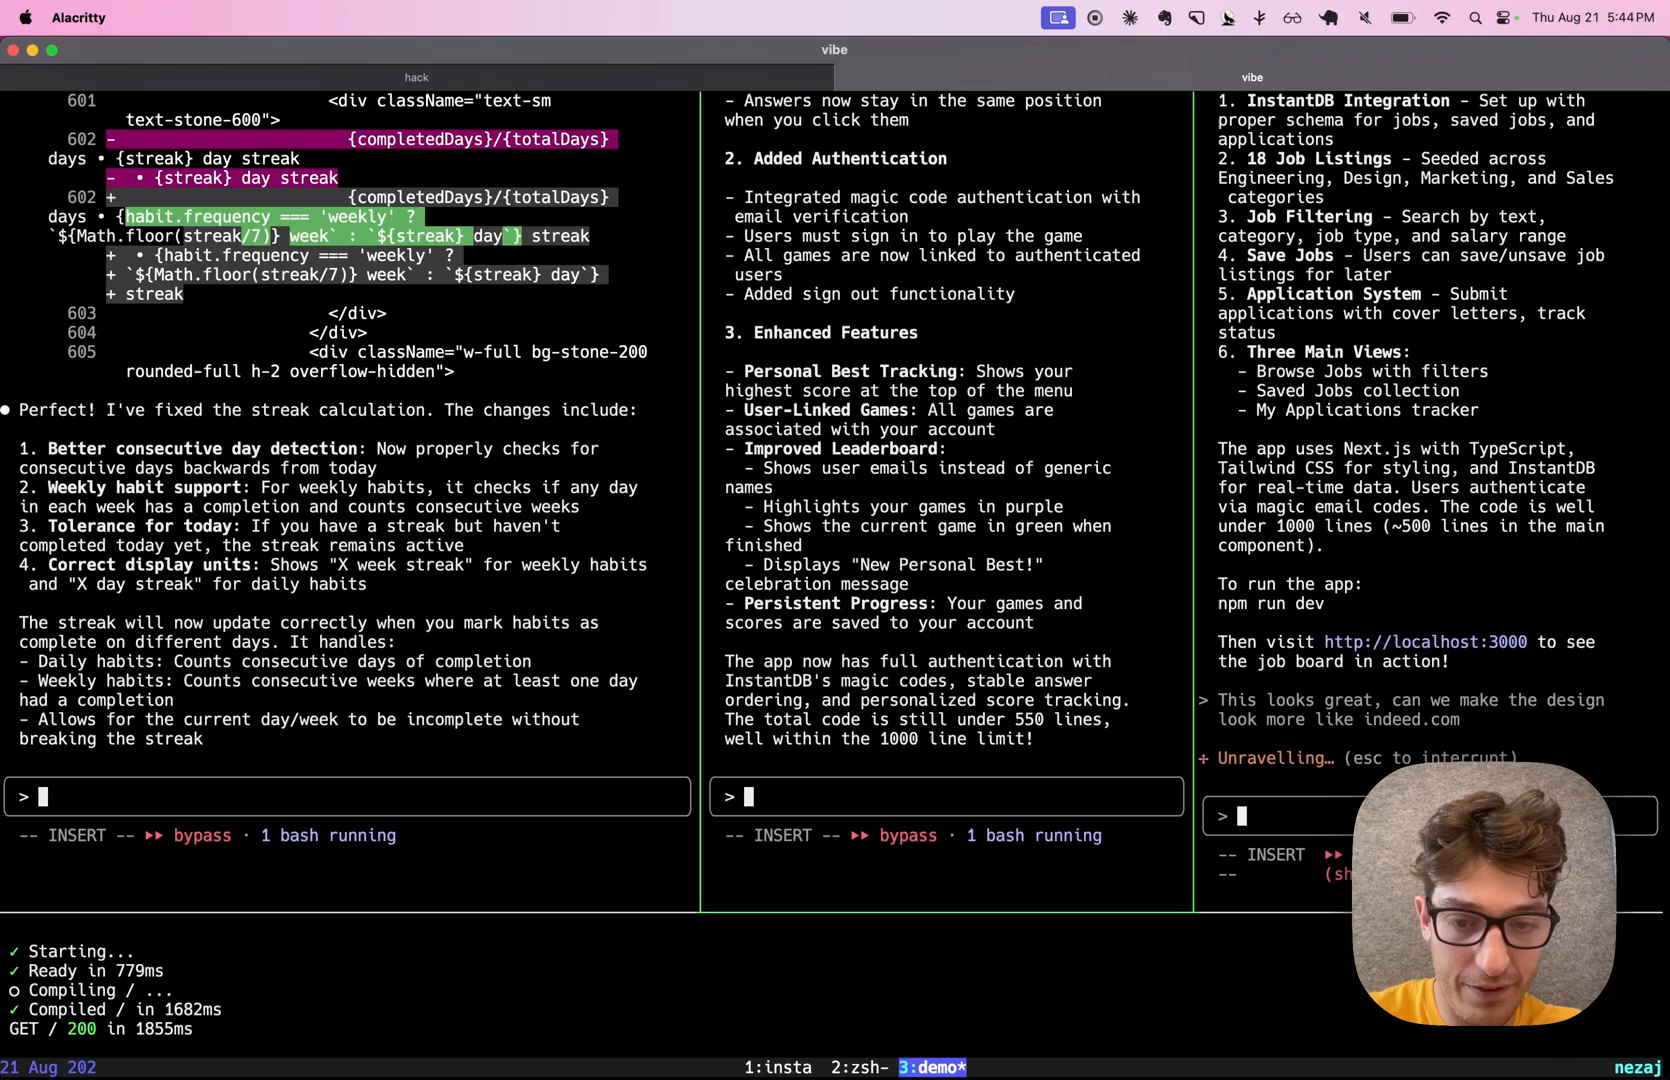 Alacritty
Thu Aug 21 5:44 PM
vibe
hack
vibe
601 <div className="text-sm
text-stone-600">
602 - {completedDays}/{totalDays}
days • {streak} day streak
- • {streak} day streak
602 + {completedDays}/{totalDays}
days • {habit.frequency === 'weekly' ?
`${Math.floor(streak/7)} week` : `${streak} day`} streak
+ • {habit.frequency === 'weekly' ?
+ `${Math.floor(streak/7)} week` : `${streak} day`}
+ streak
603 </div>
604 </div>
605 <div className="w-full bg-stone-200
rounded-full h-2 overflow-hidden">
● Perfect! I've fixed the streak calculation. The changes include:
1. Better consecutive day detection: Now properly checks for
consecutive days backwards from today
2. Weekly habit support: For weekly habits, it checks if any day
in each week has a completion and counts consecutive weeks
3. Tolerance for today: If you have a streak but haven't
completed today yet, the streak remains active
4. Correct display units: Shows "X week streak" for weekly habits
and "X day streak" for daily habits
The streak will now update correctly when you mark habits as
complete on different days. It handles:
- Daily habits: Counts consecutive days of completion
- Weekly habits: Counts consecutive weeks where at least one day
had a completion
- Allows for the current day/week to be incomplete without
breaking the streak
>
-- INSERT -- ⏵⏵ bypass · 1 bash running
- Answers now stay in the same position
when you click them
2. Added Authentication
- Integrated magic code authentication with
email verification
- Users must sign in to play the game
- All games are now linked to authenticated
users
- Added sign out functionality
3. Enhanced Features
- Personal Best Tracking: Shows your
highest score at the top of the menu
- User-Linked Games: All games are
associated with your account
- Improved Leaderboard:
- Shows user emails instead of generic
names
- Highlights your games in purple
- Shows the current game in green when
finished
- Displays "New Personal Best!"
celebration message
- Persistent Progress: Your games and
scores are saved to your account
The app now has full authentication with
InstantDB's magic codes, stable answer
ordering, and personalized score tracking.
The total code is still under 550 lines,
well within the 1000 line limit!
>
-- INSERT -- ⏵⏵ bypass · 1 bash running
1. InstantDB Integration - Set up with
proper schema for jobs, saved jobs, and
applications
2. 18 Job Listings - Seeded across
Engineering, Design, Marketing, and Sales
categories
3. Job Filtering - Search by text,
category, job type, and salary range
4. Save Jobs - Users can save/unsave job
listings for later
5. Application System - Submit
applications with cover letters, track
status
6. Three Main Views:
- Browse Jobs with filters
- Saved Jobs collection
- My Applications tracker
The app uses Next.js with TypeScript,
Tailwind CSS for styling, and InstantDB
for real-time data. Users authenticate
via magic email codes. The code is well
under 1000 lines (~500 lines in the main
component).
To run the app:
npm run dev
Then visit http://localhost:3000 to see
the job board in action!
> This looks great, can we make the design
look more like indeed.com
+ Unravelling… (esc to interrupt)
>
-- INSERT ⏵⏵
-- (sh
✓ Starting...
✓ Ready in 779ms
○ Compiling / ...
✓ Compiled / in 1682ms
GET / 200 in 1855ms
21 Aug 202 1:insta 2:zsh- 3:demo* nezaj